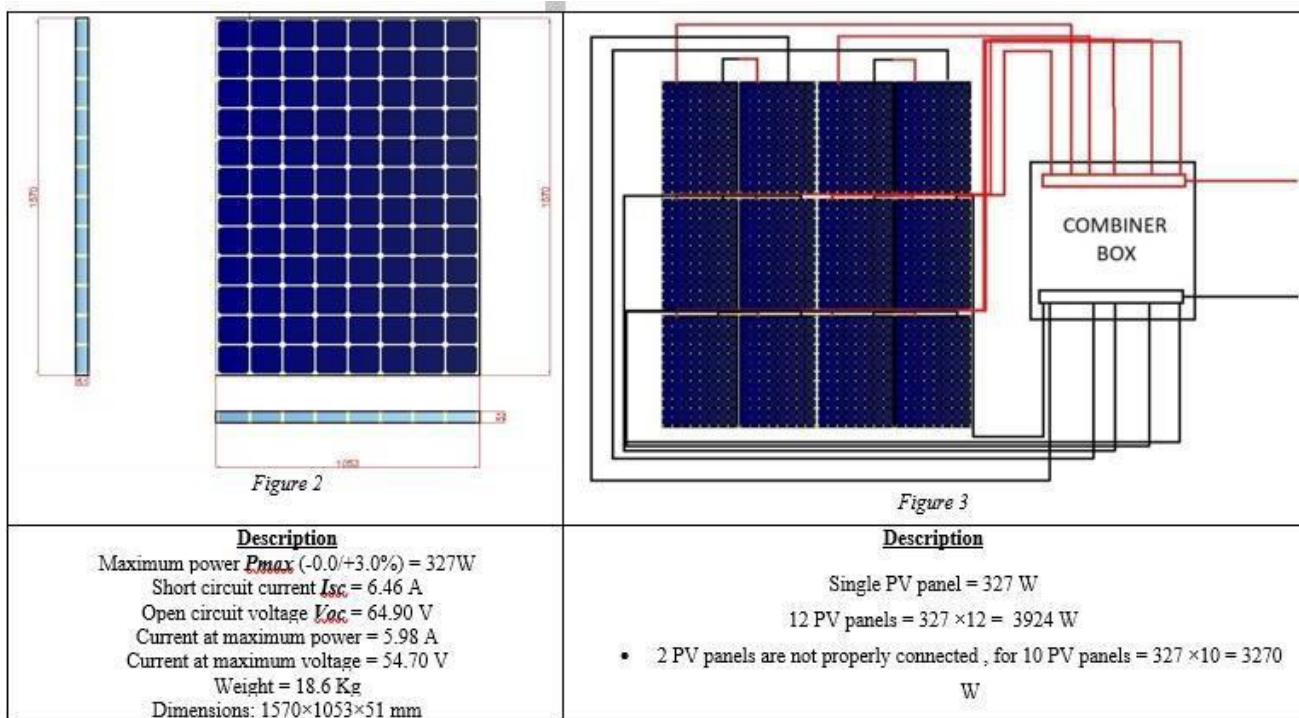 1570
1570
1053
Figure 2
COMBINER
BOX
Figure 3
Description
Maximum power Pmax (-0.0/+3.0%) = 327W
Short circuit current Isc = 6.46 A
Open circuit voltage Voc = 64.90 V
Current at maximum power = 5.98 A
Current at maximum voltage = 54.70 V
Weight = 18.6 Kg
Dimensions: 1570×1053×51 mm
Description
Single PV panel = 327 W
12 PV panels = 327 ×12 = 3924 W
• 2 PV panels are not properly connected , for 10 PV panels = 327 ×10 = 3270
W